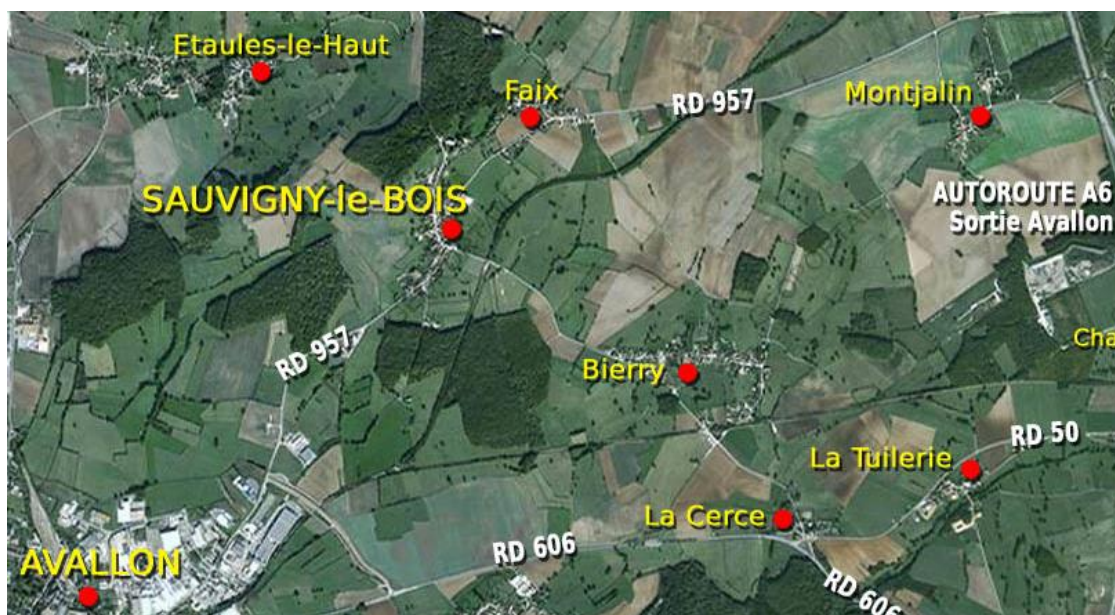 Etaules-le-Haut
Faix
RD 957
Montjalin
SAUVIGNY-le-BOIS
AUTOROUTE A6
Sortie Avallon
RD 957
Cha
Bierry
RD 50
La Tuilerie
La Cerce
RD 606
AVALLON
RD 606